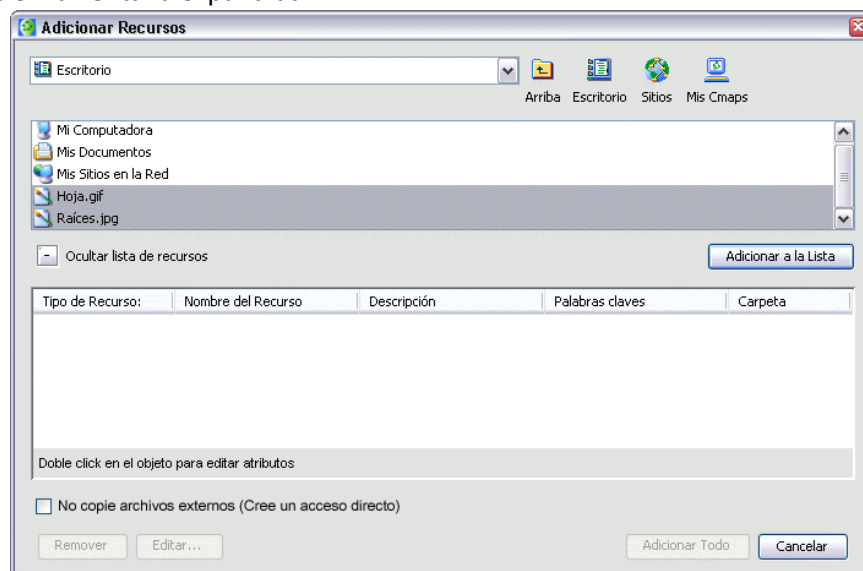 Adicionar Recursos
Escritorio
Arriba Escritorio Sitios Mis Cmaps
Mi Computadora
Mis Documentos
Mis Sitios en la Red
Hoja.gif
Raíces.jpg
- Ocultar lista de recursos
Adicionar a la Lista
Tipo de Recurso: Nombre del Recurso Descripción Palabras claves Carpeta
Doble click en el objeto para editar atributos
No copie archivos externos (Cree un acceso directo)
Remover Editar... Adicionar Todo Cancelar